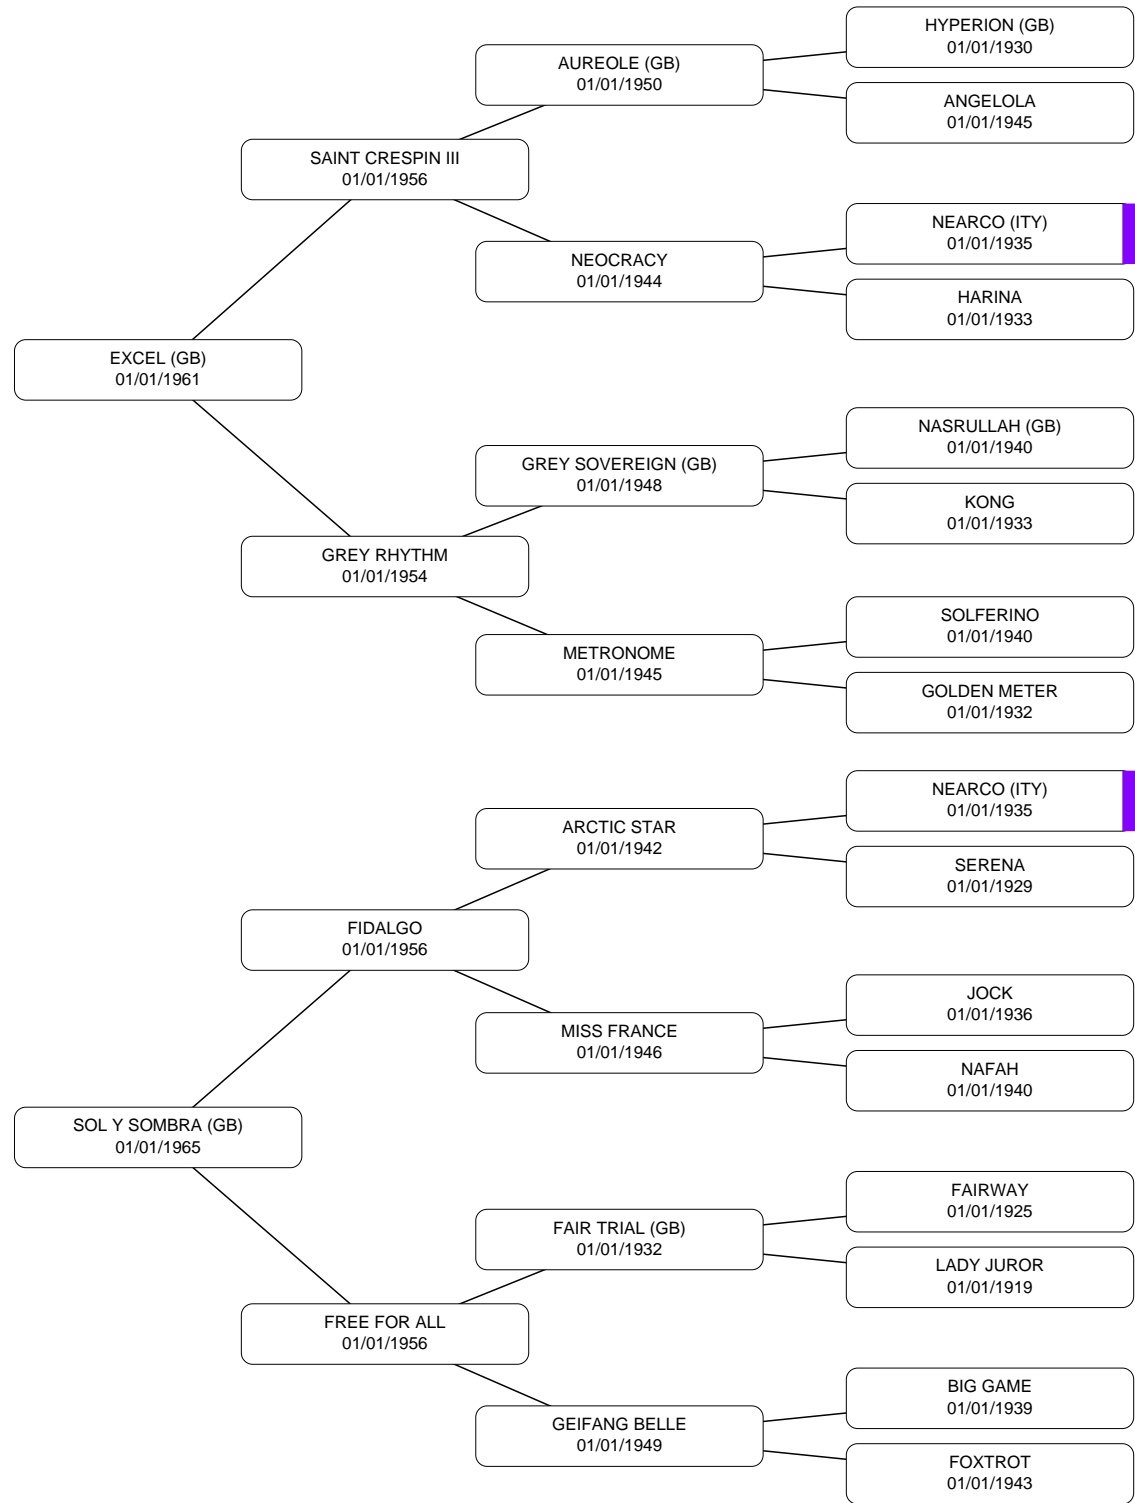 HYPERION (GB)
01/01/1930
AUREOLE (GB)
01/01/1950
ANGELOLA
01/01/1945
SAINT CRESPIN III
01/01/1956
NEARCO (ITY)
01/01/1935
NEOCRACY
01/01/1944
HARINA
01/01/1933
EXCEL (GB)
01/01/1961
NASRULLAH (GB)
01/01/1940
GREY SOVEREIGN (GB)
01/01/1948
KONG
01/01/1933
GREY RHYTHM
01/01/1954
SOLFERINO
01/01/1940
METRONOME
01/01/1945
GOLDEN METER
01/01/1932
NEARCO (ITY)
01/01/1935
ARCTIC STAR
01/01/1942
SERENA
01/01/1929
FIDALGO
01/01/1956
JOCK
01/01/1936
MISS FRANCE
01/01/1946
NAFAH
01/01/1940
SOL Y SOMBRA (GB)
01/01/1965
FAIRWAY
01/01/1925
FAIR TRIAL (GB)
01/01/1932
LADY JUROR
01/01/1919
FREE FOR ALL
01/01/1956
BIG GAME
01/01/1939
GEIFANG BELLE
01/01/1949
FOXTROT
01/01/1943